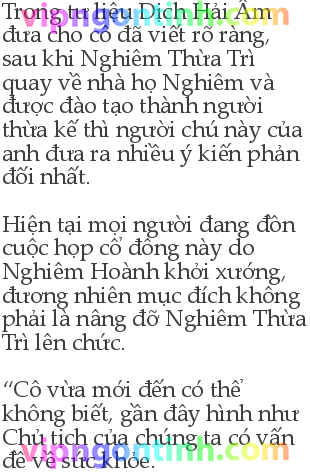 Trong tư liệu Dịch Hải Âm
đưa cho cô đã viết rõ ràng,
sau khi Nghiêm Thừa Trì
quay về nhà họ Nghiêm và
được đào tạo thành người
thừa kế thì người chú này của
anh đưa ra nhiều ý kiến phản
đối nhất.
Hiện tại mọi người đang đồn
cuộc họp cổ đông này do
Nghiêm Hoành khởi xướng,
đương nhiên mục đích không
phải là nâng đỡ Nghiêm Thừa
Trì lên chức.
“Cô vừa mới đến có thể
không biết, gần đây hình như
Chủ tịch của chúng ta có vấn
đề về sức khỏe.
vipngontinh.com
vipngontinh.com